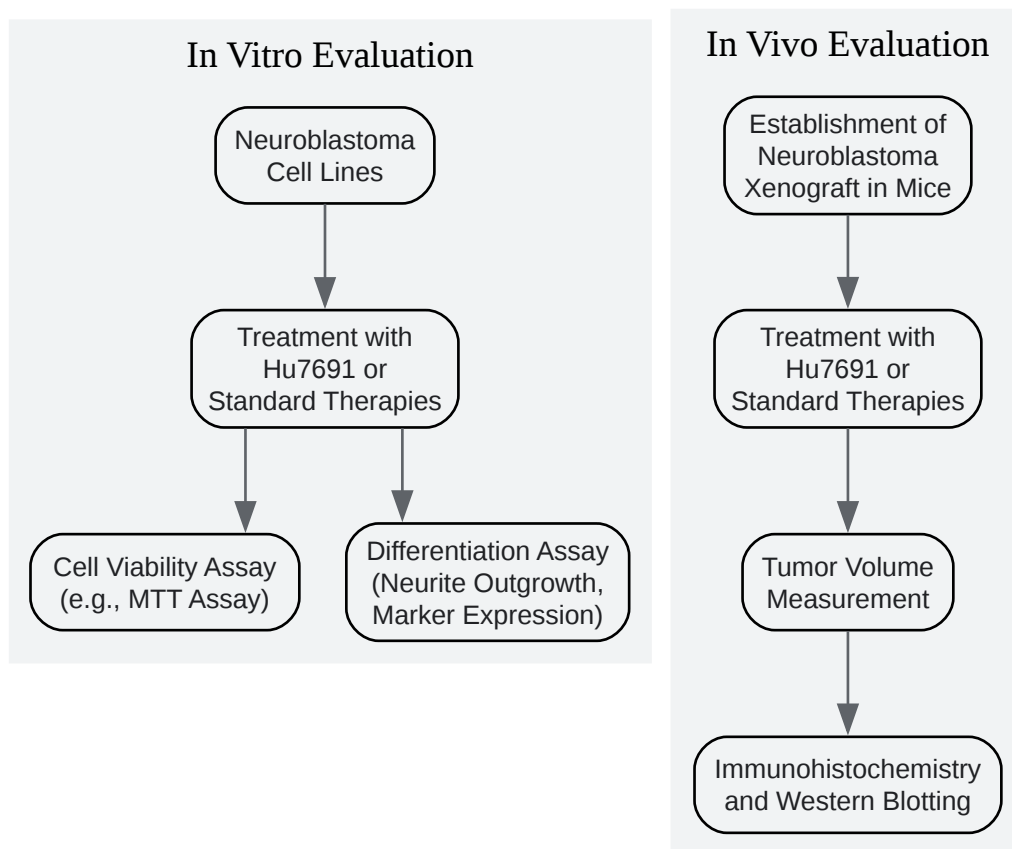 In Vitro Evaluation
Neuroblastoma
Cell Lines
Treatment with
Hu7691 or
Standard Therapies
Cell Viability Assay
(e.g., MTT Assay)
Differentiation Assay
(Neurite Outgrowth,
Marker Expression)
In Vivo Evaluation
Establishment of
Neuroblastoma
Xenograft in Mice
Treatment with
Hu7691 or
Standard Therapies
Tumor Volume
Measurement
Immunohistochemistry
and Western Blotting